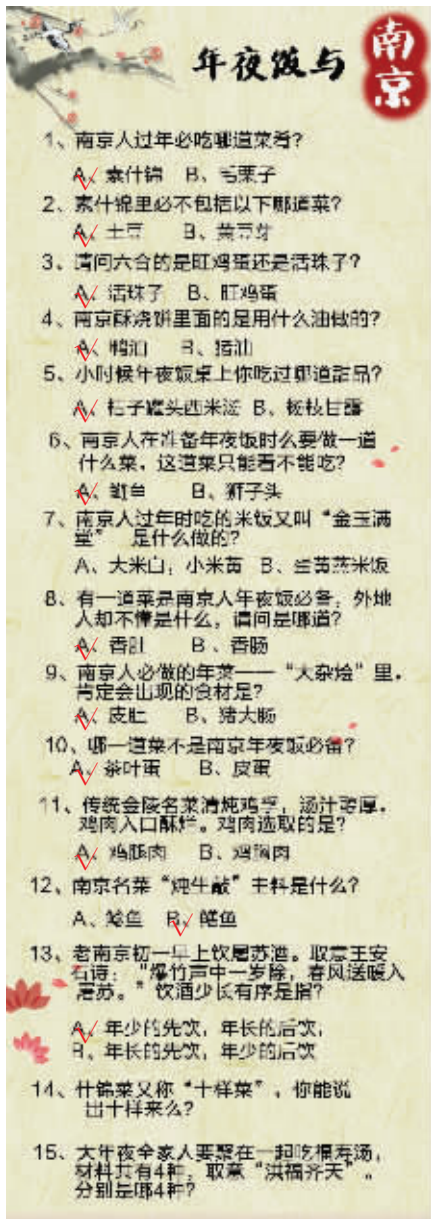 年夜饭与
南京
1、南京人过年必吃哪道菜肴?
A、素什锦 B、毛栗子
2、素什锦里必不包括以下哪道菜?
A、土豆 B、黄豆芽
3、请问六合的是旺鸡蛋还是活珠子?
A、活珠子 B、旺鸡蛋
4、南京酥烧饼里面的是用什么油做的?
A、鸭油 B、猪油
5、小时候年夜饭桌上你吃过哪道甜品?
A、桔子罐头西米 B、杨枝甘露
6、南京人在准备年夜饭时么要做一道
什么菜，这道菜只能看不能吃?
A、 B、狮子头
7、南京人过年时吃的米饭又叫“金玉满
堂” 是什么做的?
A、大米白，小米黄 B、蛋黄蒸米饭
8、有一道菜是南京人年夜饭必备，外地
人却不懂是什么，请问是哪道?
A、香肚 B、香肠
9、南京人必做的年菜——“大杂烩”里，
肯定会出现的食材是?
A、皮肚 B、猪大肠
10、哪一道菜不是南京年夜饭必备?
A、茶叶蛋 B、皮蛋
11、传统金陵名菜清炖鸡孚，汤汁醇厚，
鸡肉入口酥烂。鸡肉选取的是?
A、鸡腿肉 B、鸡胸肉
12、南京名菜“炖生敲”主料是什么?
A、鲶鱼 B、鳝鱼
13、老南京初一早上饮屠苏酒。取意王安
石诗：“爆竹声中一岁除，春风送暖入
屠苏。”饮酒少长有序是指?
A、年少的先饮，年长的后饮，
B、年长的先饮，年少的后饮
14、什锦菜又称“十样菜”，你能说
出十样来么?
15、大年夜全家人要聚在一起吃福寿汤，
材料共有4种，取意“洪福齐天”。
分别是哪4种?